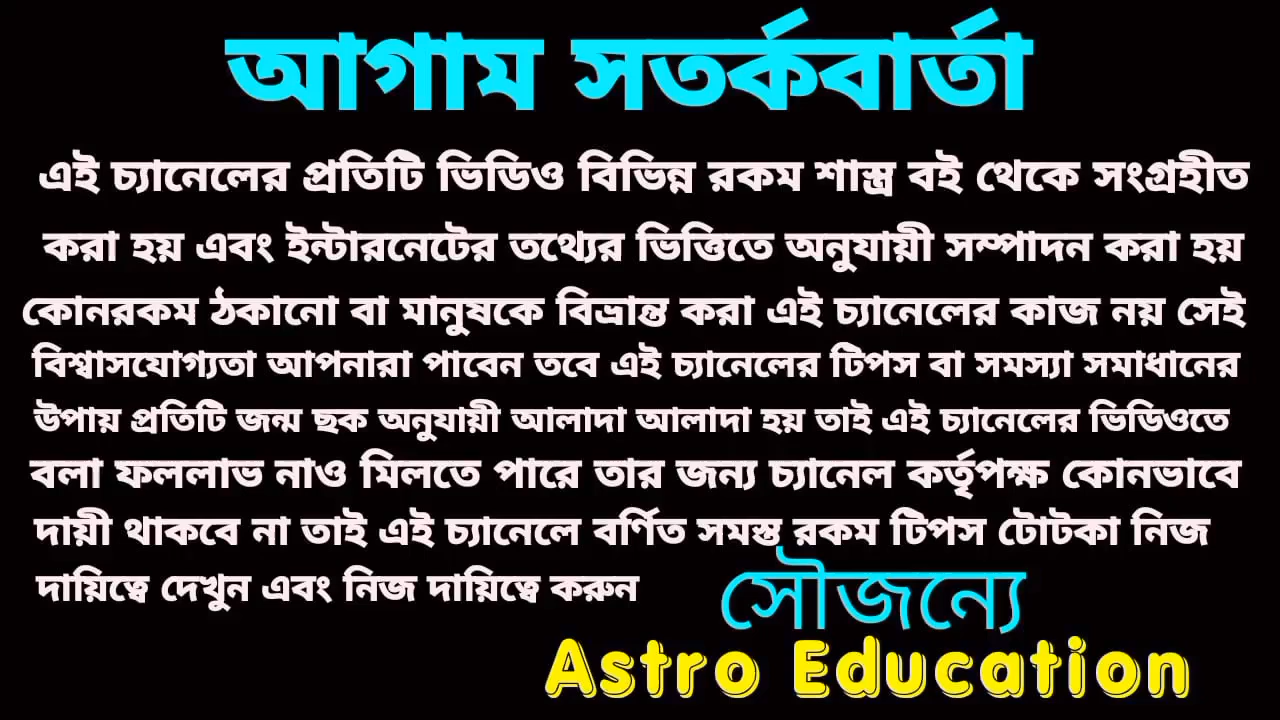 আগাম সতর্কবার্তা
এই চ্যানেলের প্রতিটি ভিডিও বিভিন্ন রকম শাস্ত্র বই থেকে সংগ্রহীত
করা হয় এবং ইন্টারনেটের তথ্যের ভিত্তিতে অনুযায়ী সম্পাদন করা হয়
কোনরকম ঠকানো বা মানুষকে বিভ্রান্ত করা এই চ্যানেলের কাজ নয় সেই
বিশ্বাসযোগ্যতা আপনারা পাবেন তবে এই চ্যানেলের টিপস বা সমস্যা সমাধানের
উপায় প্রতিটি জন্ম ছক অনুযায়ী আলাদা আলাদা হয় তাই এই চ্যানেলের ভিডিওতে
বলা ফললাভ নাও মিলতে পারে তার জন্য চ্যানেল কর্তৃপক্ষ কোনভাবে
দায়ী থাকবে না তাই এই চ্যানেলে বর্ণিত সমস্ত রকম টিপস টোটকা নিজ
দায়িত্বে দেখুন এবং নিজ দায়িত্বে করুন
সৌজন্যে
Astro Education